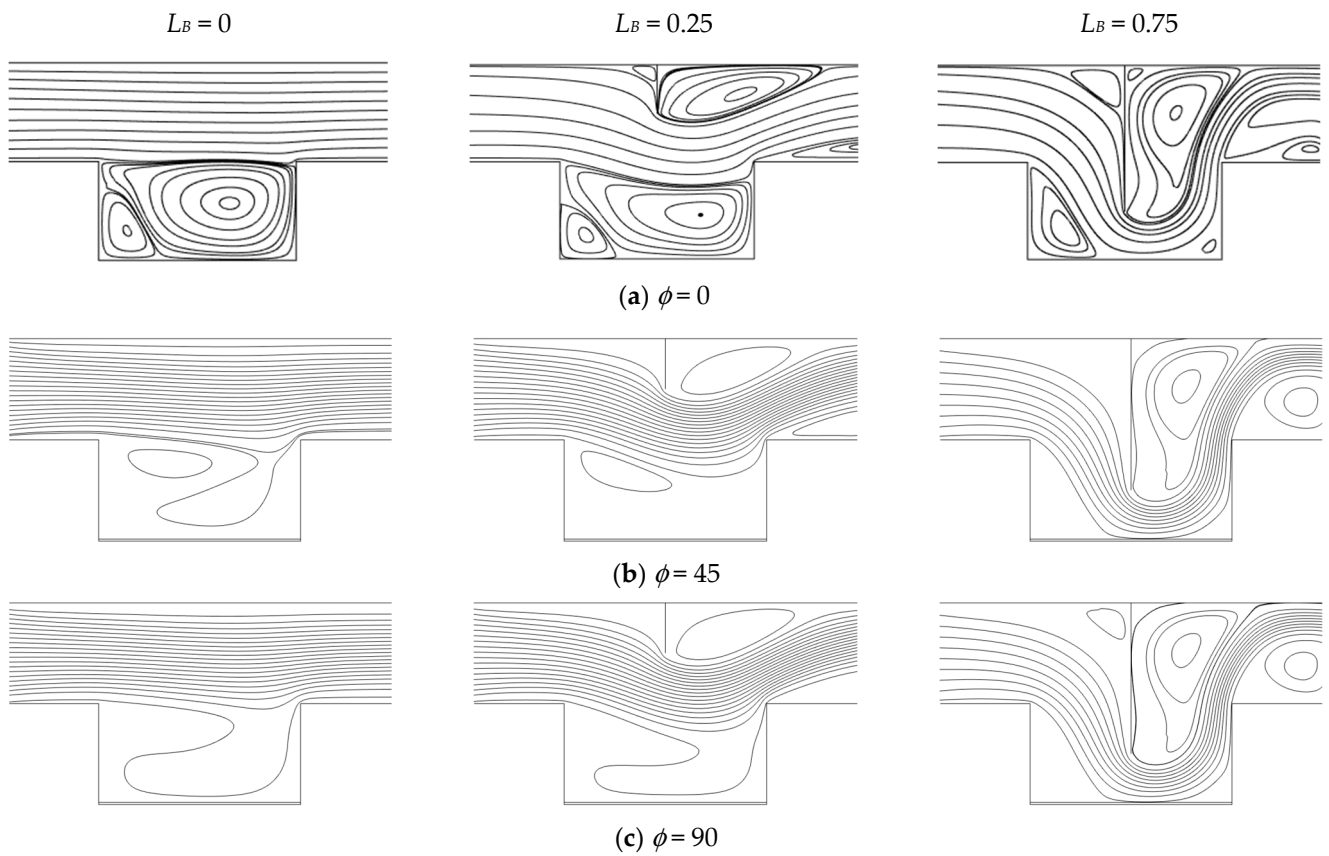 L_B = 0 L_B = 0.25 L_B = 0.75
(a) ϕ = 0
(b) ϕ = 45
(c) ϕ = 90